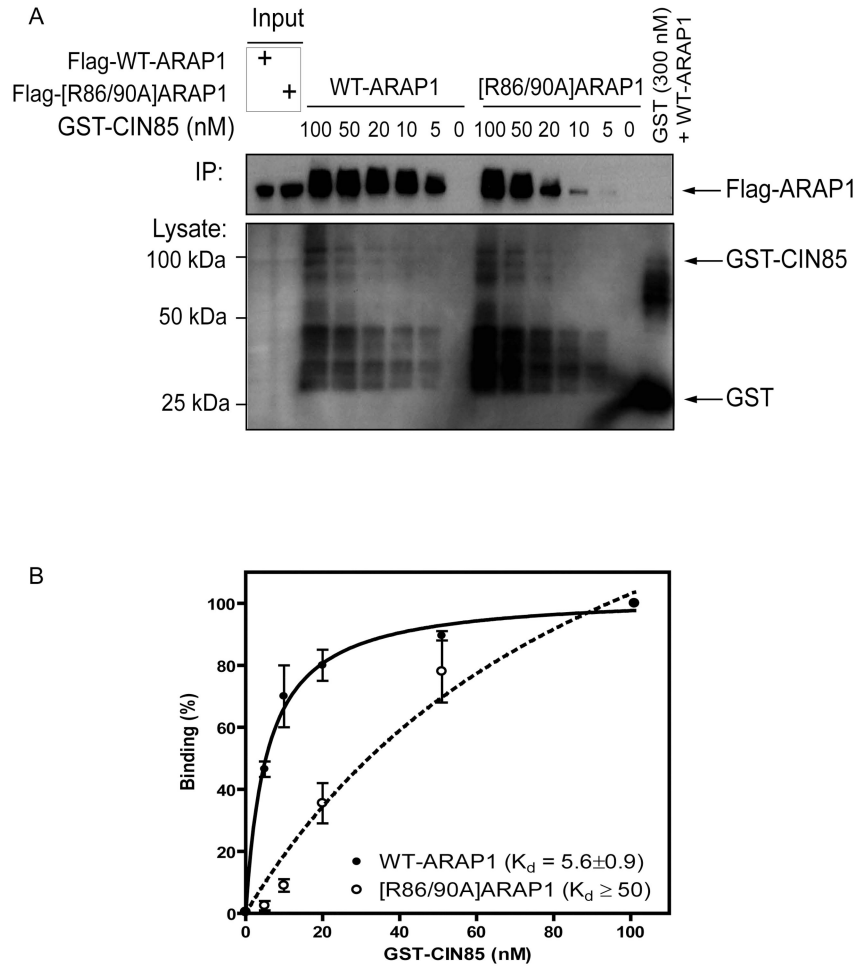 A
Input
Flag-WT-ARAP1 +
Flag-[R86/90A]ARAP1 +
WT-ARAP1 [R86/90A]ARAP1
GST (300 nM)
+ WT-ARAP1
GST-CIN85 (nM) 100 50 20 10 5 0 100 50 20 10 5 0
IP:
Flag-ARAP1
Lysate:
100 kDa
GST-CIN85
50 kDa
25 kDa
GST
B
Binding (%)
100
80
60
40
20
0
WT-ARAP1 (Kd = 5.6±0.9)
[R86/90A]ARAP1 (Kd ≥ 50)
0 20 40 60 80 100
GST-CIN85 (nM)